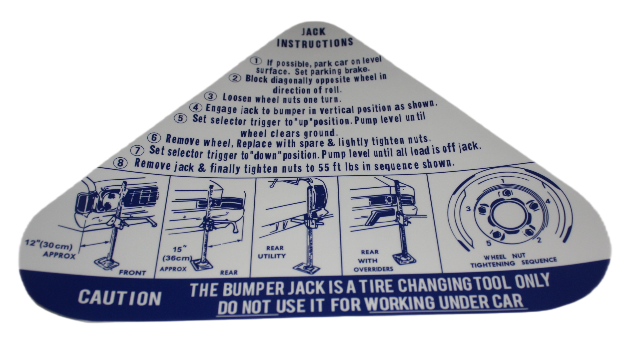 JACK
INSTRUCTIONS
1 If possible, park car on level
surface. Set parking brake.
2 Block diagonally opposite wheel in
direction of roll.
3 Loosen wheel nuts one turn.
4 Engage jack to bumper in vertical position as shown.
5 Set selector trigger to "up" position. Pump level until
wheel clears ground.
6 Remove wheel, Replace with spare & lightly tighten nuts.
7 Set selector trigger to "down" position. Pump level until all load is off jack.
8 Remove jack & finally tighten nuts to 55 ft lbs in sequence shown.
12"(30cm)
APPROX
FRONT
15"
(36cm)
APPROX
REAR
REAR
UTILITY
REAR
WITH
OVERRIDERS
1
4
3
5
2
WHEEL NUT
TIGHTENING SEQUENCE
CAUTION
THE BUMPER JACK IS A TIRE CHANGING TOOL ONLY
DO NOT USE IT FOR WORKING UNDER CAR